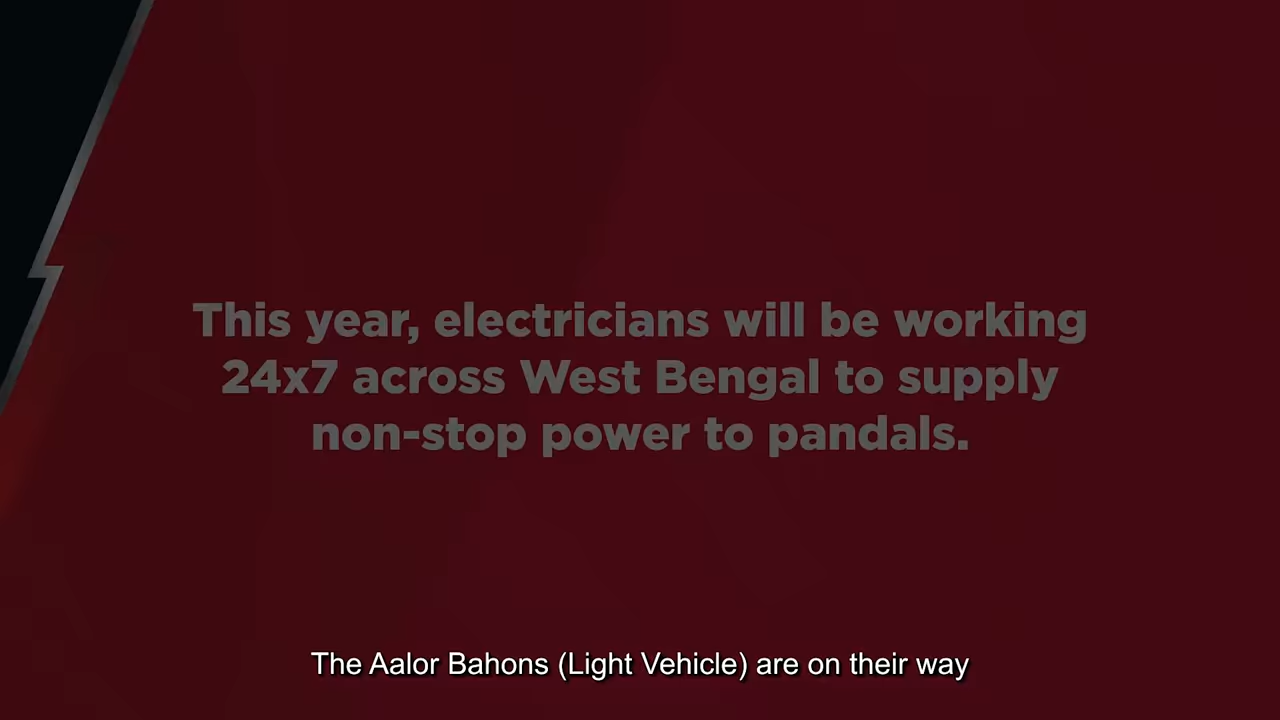 This year, electricians will be working
24x7 across West Bengal to supply
non-stop power to pandals.
The Aalor Bahons (Light Vehicle) are on their way